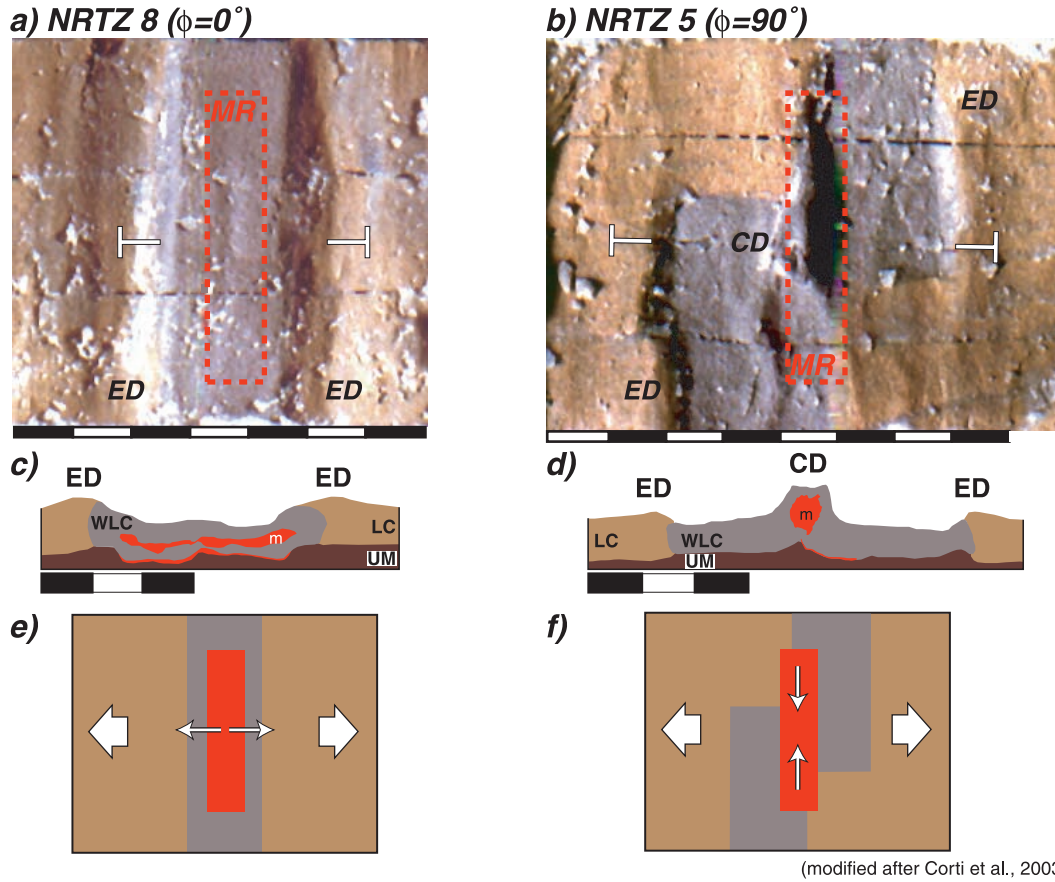 a) NRTZ 8 (ϕ=0°)
b) NRTZ 5 (ϕ=90°)
MR
ED
CD
ED
ED
ED
MR
c)
ED
ED
WLC
m
LC
UM
d)
ED
CD
ED
m
LC
WLC
UM
e)
f)
(modified after Corti et al., 2003